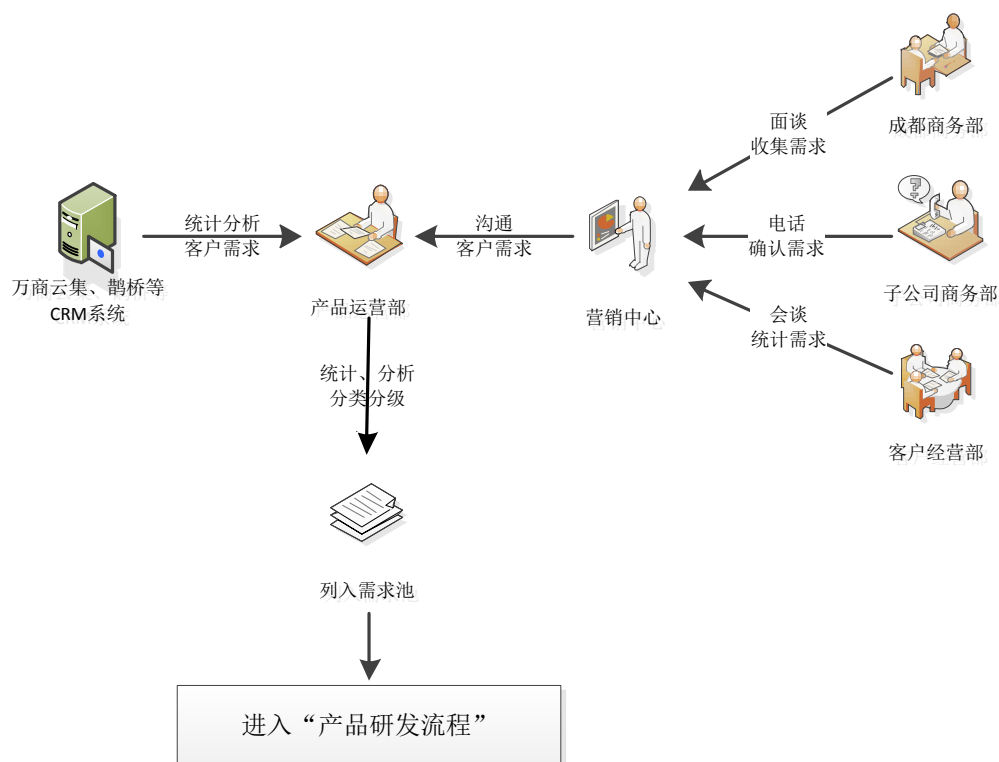 面谈
收集需求
成都商务部
统计分析
客户需求
沟通
客户需求
电话
确认需求
万商云集、鹊桥等
CRM系统
产品运营部
营销中心
子公司商务部
会谈
统计需求
统计、分析
分类分级
客户经营部
列入需求池
进入“产品研发流程”